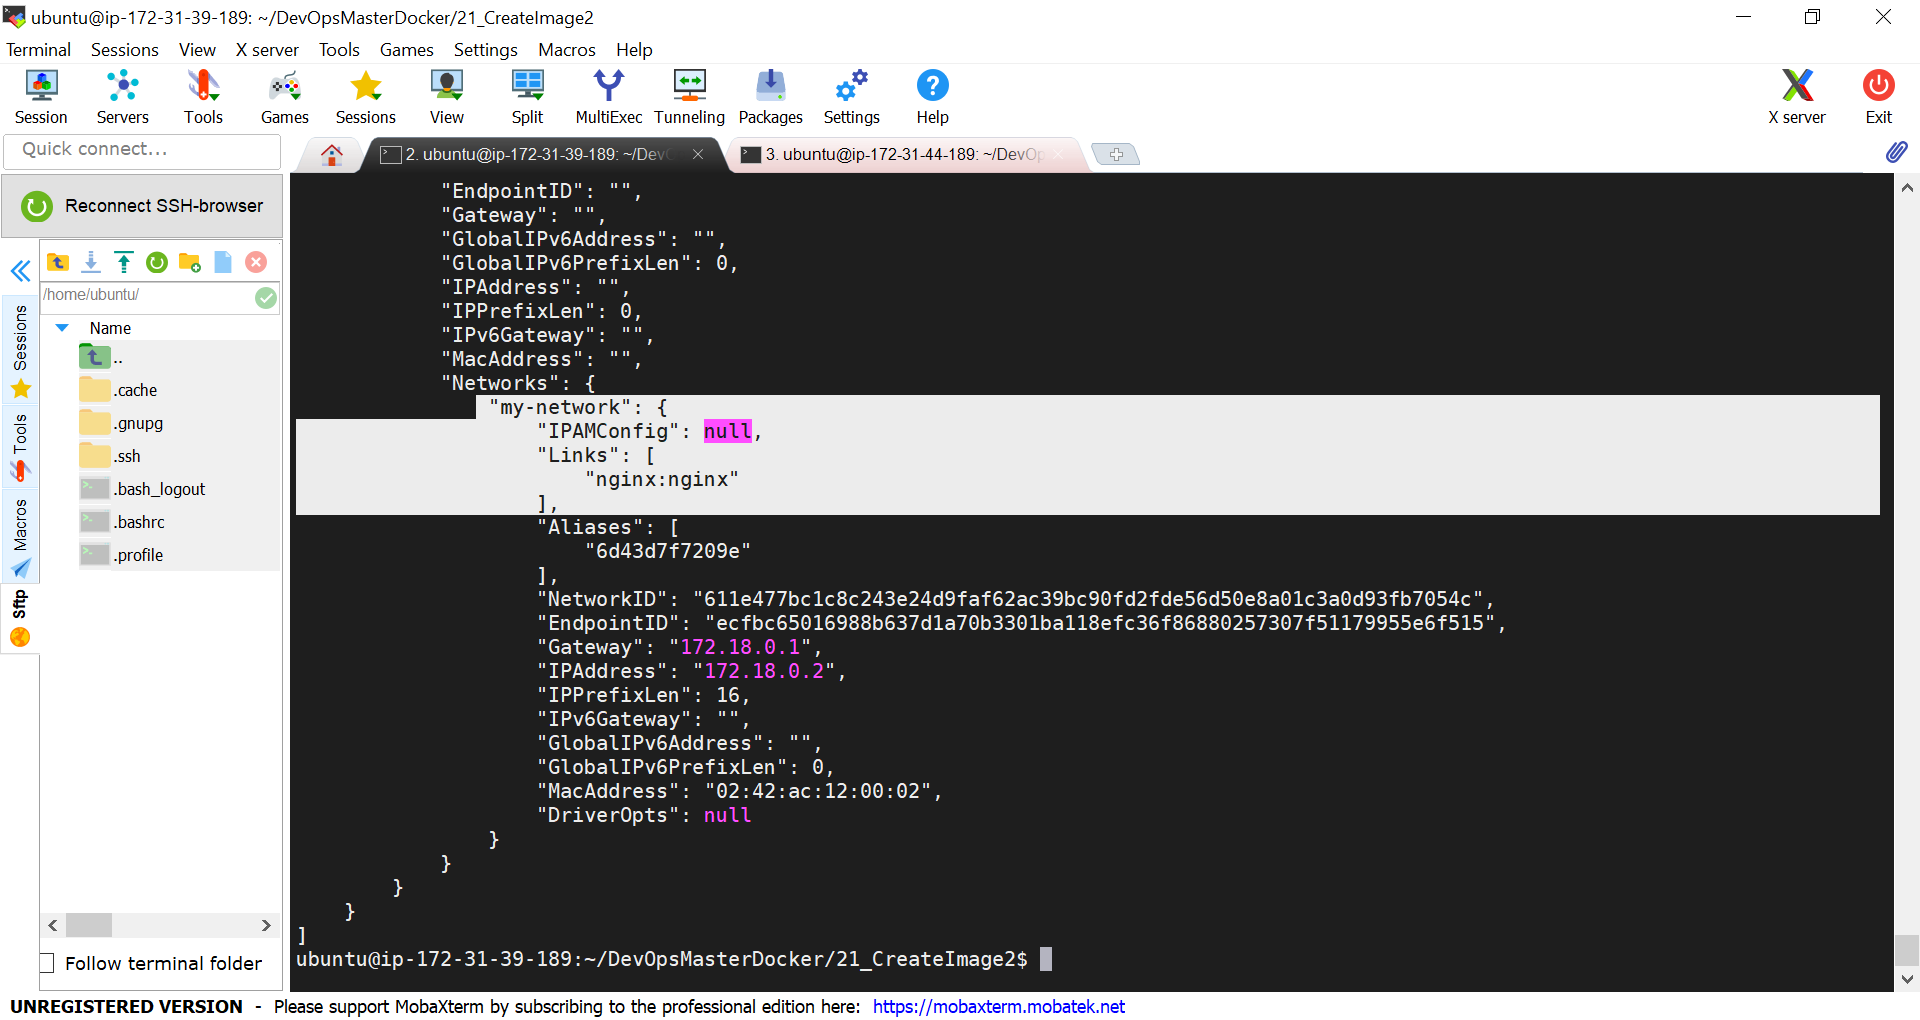 ubuntu@ip-172-31-39-189: ~/DevOpsMasterDocker/21_CreateImage2
Terminal Sessions View X server Tools Games Settings Macros Help
Session Servers Tools Games Sessions View Split MultiExec Tunneling Packages Settings Help X server Exit
Quick connect...
2. ubuntu@ip-172-31-39-189: ~/DevO
3. ubuntu@ip-172-31-44-189: ~/DevOp
Reconnect SSH-browser
/home/ubuntu/
Name
..
.cache
.gnupg
.ssh
.bash_logout
.bashrc
.profile
Sessions
Tools
Macros
Sftp
Follow terminal folder
"EndpointID": "",
"Gateway": "",
"GlobalIPv6Address": "",
"GlobalIPv6PrefixLen": 0,
"IPAddress": "",
"IPPrefixLen": 0,
"IPv6Gateway": "",
"MacAddress": "",
"Networks": {
"my-network": {
"IPAMConfig": null,
"Links": [
"nginx:nginx"
],
"Aliases": [
"6d43d7f7209e"
],
"NetworkID": "611e477bc1c8c243e24d9faf62ac39bc90fd2fde56d50e8a01c3a0d93fb7054c",
"EndpointID": "ecfbc65016988b637d1a70b3301ba118efc36f86880257307f51179955e6f515",
"Gateway": "172.18.0.1",
"IPAddress": "172.18.0.2",
"IPPrefixLen": 16,
"IPv6Gateway": "",
"GlobalIPv6Address": "",
"GlobalIPv6PrefixLen": 0,
"MacAddress": "02:42:ac:12:00:02",
"DriverOpts": null
}
}
}
}
]
ubuntu@ip-172-31-39-189:~/DevOpsMasterDocker/21_CreateImage2$
UNREGISTERED VERSION - Please support MobaXterm by subscribing to the professional edition here: https://mobaxterm.mobatek.net